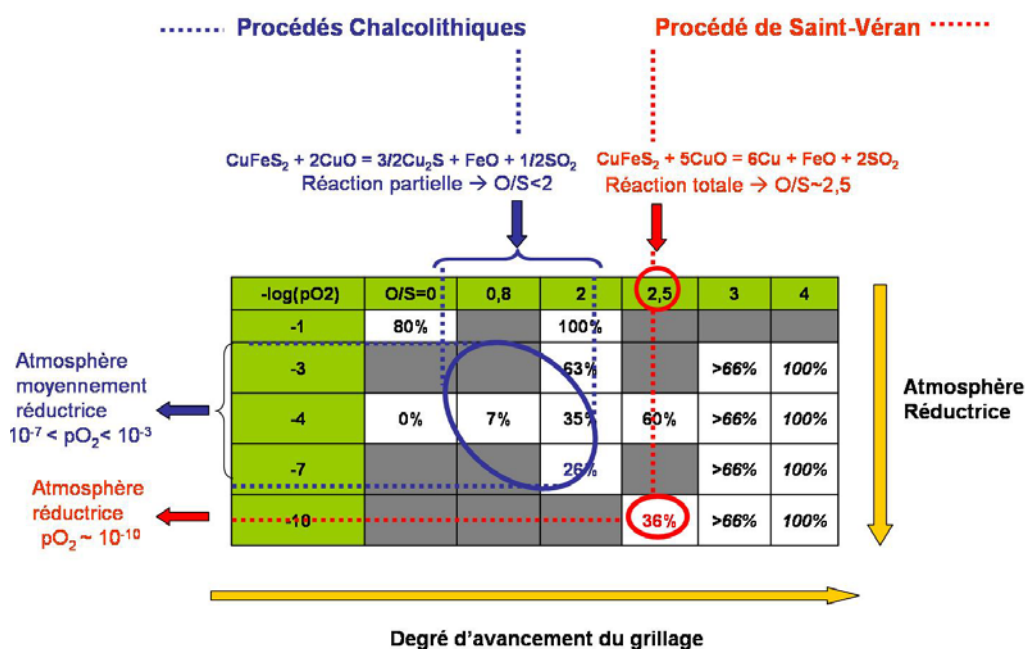 Procédés Chalcolithiques
Procédé de Saint-Véran
CuFeS₂ + 2CuO = 3/2Cu₂S + FeO + 1/2SO₂
Réaction partielle → O/S<2
CuFeS₂ + 5CuO = 6Cu + FeO + 2SO₂
Réaction totale → O/S~2,5
-log(pO2) O/S=0 0,8 2 2,5 3 4
-1 80% 100%
-3 63% >66% 100%
-4 0% 7% 35% 60% >66% 100%
-7 26% >66% 100%
-10 36% >66% 100%
Atmosphère
moyennement
réductrice
10⁻⁷ < pO₂< 10⁻³
Atmosphère
réductrice
pO₂ ~ 10⁻¹⁰
Atmosphère
Réductrice
Degré d'avancement du grillage